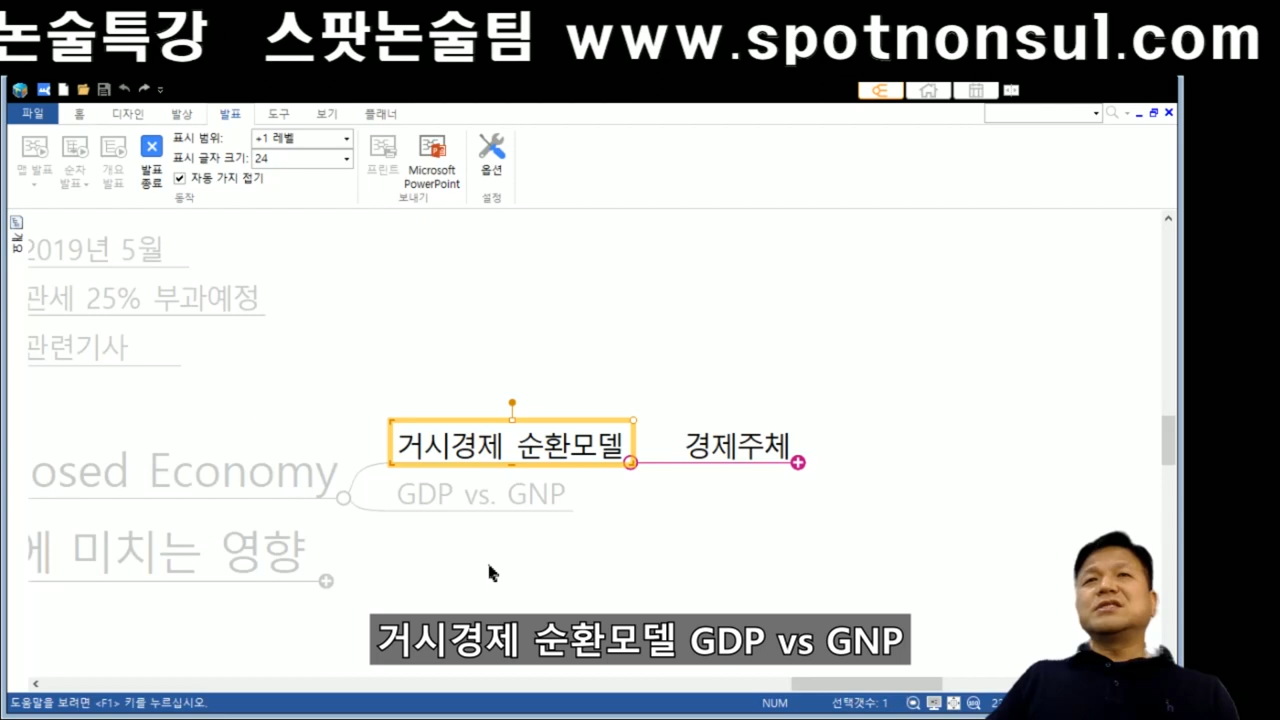 논술특강 스팟논술팀 www.spotnonsul.com
파일 홈 디자인 발상 발표 도구 보기 플래너
맵 발표
순차 발표
개요 발표
발표 종료
표시 범위: +1 레벨
표시 글자 크기: 24
자동 가지 접기
동작
프린트
Microsoft PowerPoint
보내기
옵션
설정
개요
2019년 5월
관세 25% 부과예정
관련기사
거시경제 순환모델
경제주체
osed Economy
GDP vs. GNP
에 미치는 영향
거시경제 순환모델 GDP vs GNP
도움말을 보려면 <F1> 키를 누르십시오.
NUM
선택갯수: 1